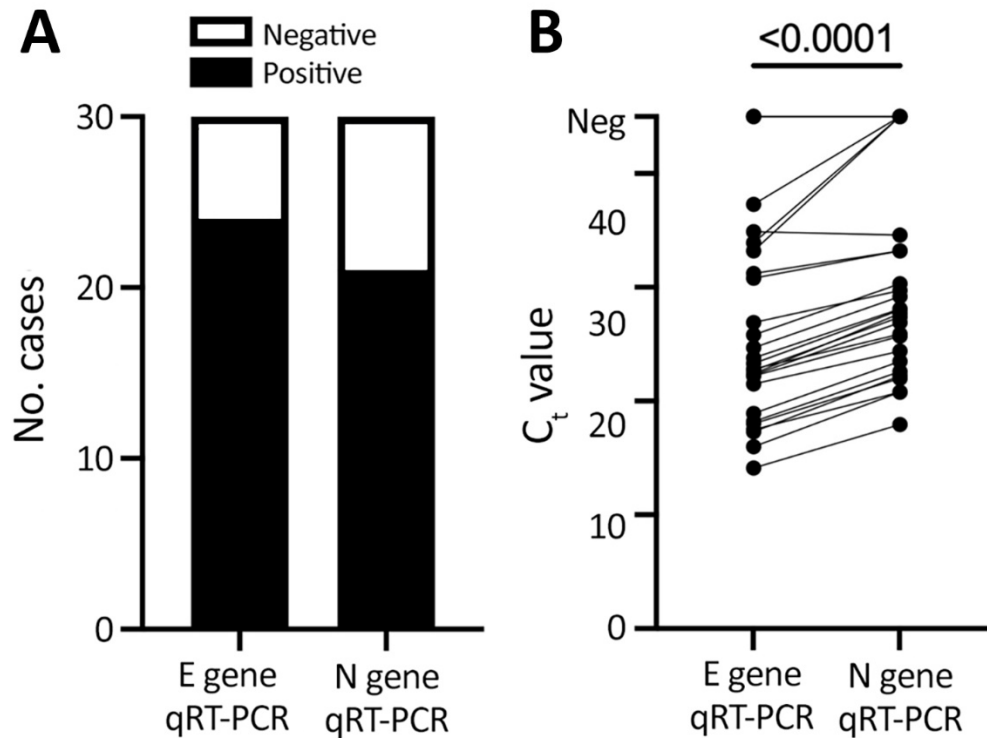 A
Negative
Positive
30
20
10
0
No. cases
E gene
qRT-PCR
N gene
qRT-PCR
B
<0.0001
Neg
40
30
20
10
0
Ct value
E gene
qRT-PCR
N gene
qRT-PCR